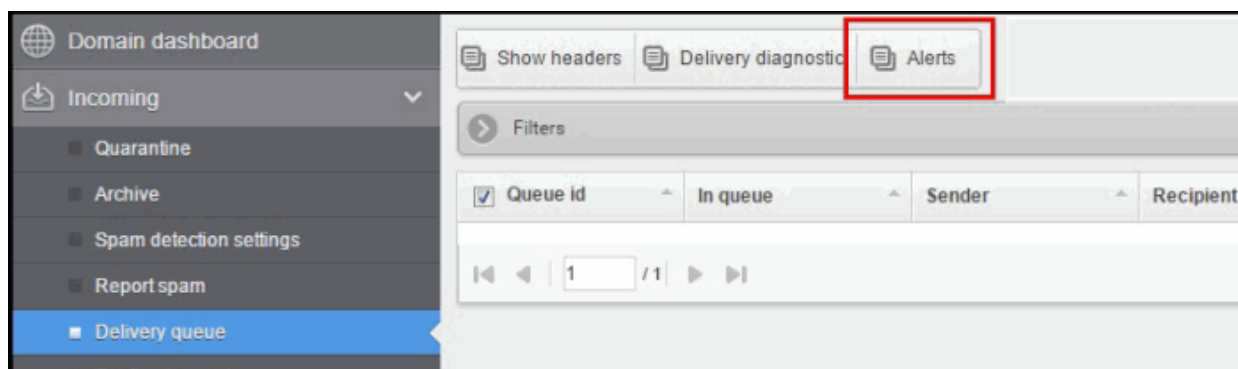 Domain dashboard
Incoming
Quarantine
Archive
Spam detection settings
Report spam
Delivery queue
Show headers Delivery diagnostic Alerts
Filters
Queue id In queue Sender Recipient
1 / 1